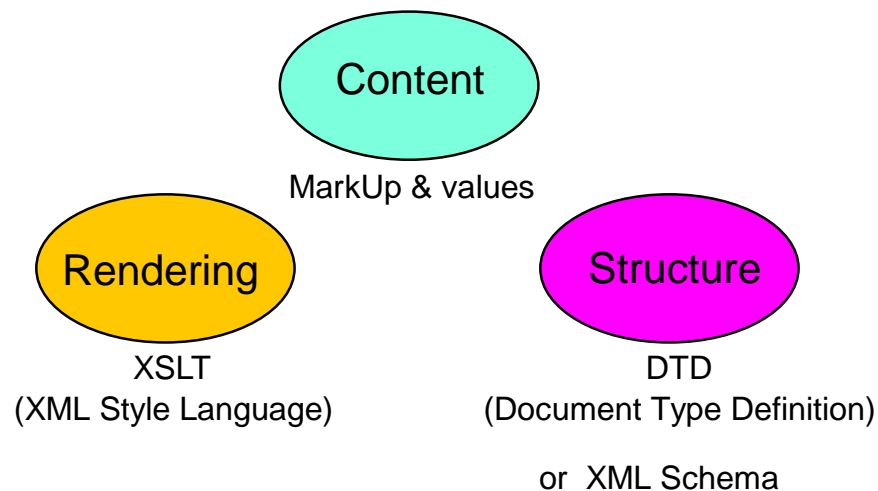 Content
MarkUp & values
Rendering
XSLT
(XML Style Language)
Structure
DTD
(Document Type Definition)
or XML Schema